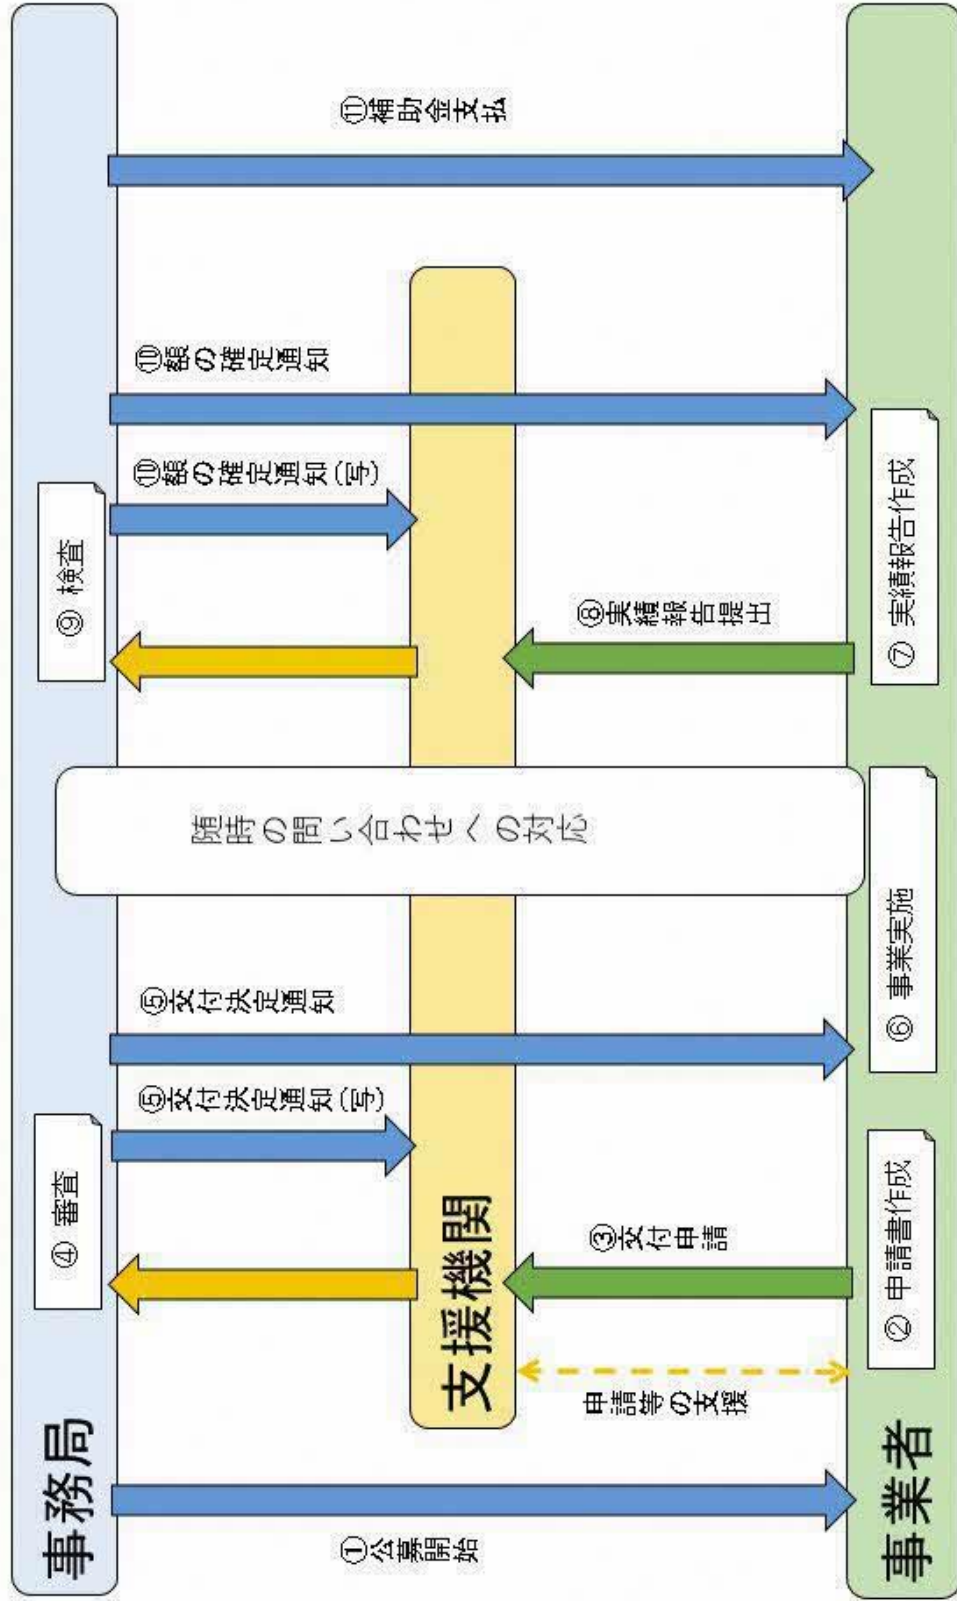 事務局
①公募開始
申請等の支援
支援機関
事業者
② 申請書作成
③交付申請
④ 審査
⑤交付決定通知(写)
⑤交付決定通知
⑥ 事業実施
随時の問い合わせへの対応
⑦ 実績報告作成
⑧実績報告提出
⑨ 検査
⑩額の確定通知(写)
⑩額の確定通知
⑪補助金支払